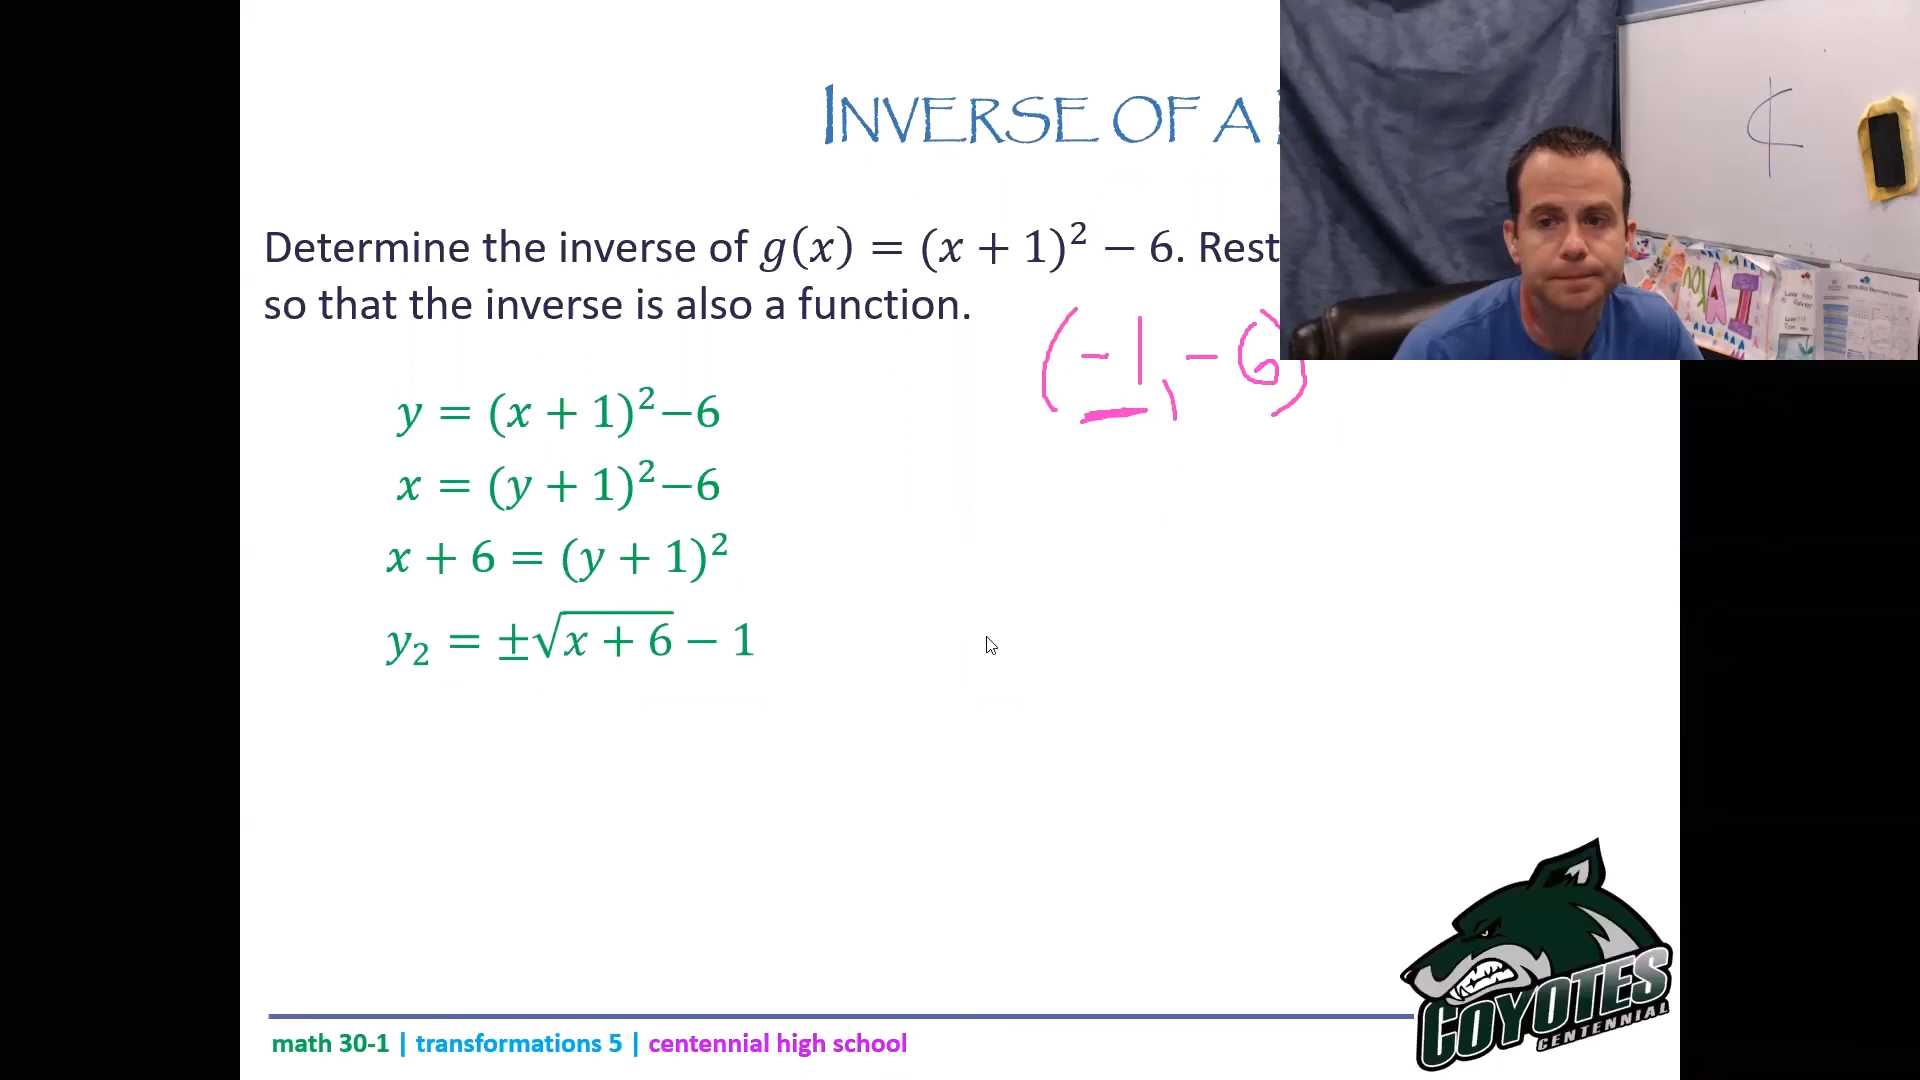 INVERSE OF A
Determine the inverse of g(x) = (x + 1)² − 6. Rest
so that the inverse is also a function.
(-1, -6)
y = (x + 1)²−6
x = (y + 1)²−6
x + 6 = (y + 1)²
y₂ = ±√(x + 6) − 1
math 30-1 | transformations 5 | centennial high school
COYOTES
CENTENNIAL